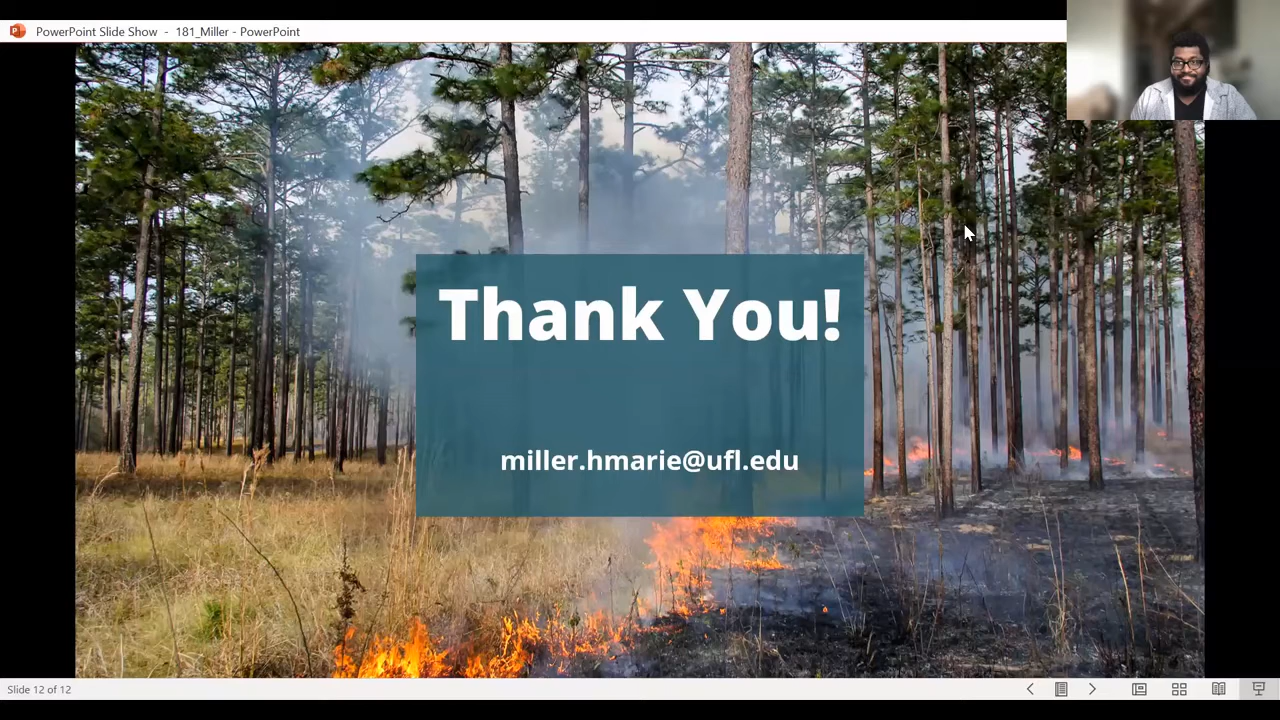 PowerPoint Slide Show - 181_Miller - PowerPoint
Thank You!
miller.hmarie@ufl.edu
Slide 12 of 12